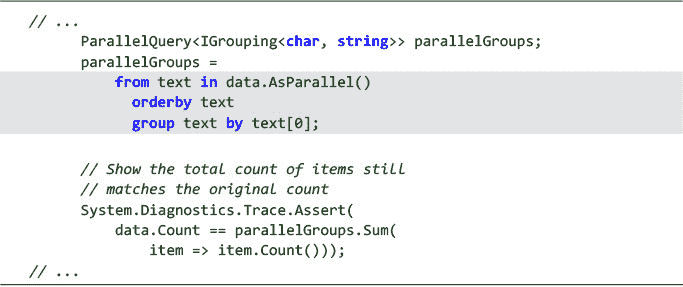 // ...
ParallelQuery<IGrouping<char, string>> parallelGroups;
parallelGroups =
from text in data.AsParallel()
orderby text
group text by text[0];
// Show the total count of items still
// matches the original count
System.Diagnostics.Trace.Assert(
data.Count == parallelGroups.Sum(
item => item.Count()));
// ...